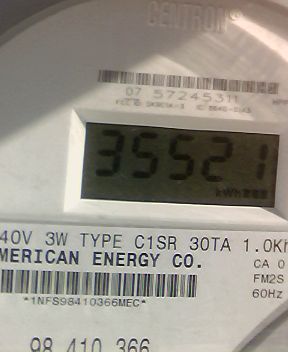 CENTRON®
07 57245311
35521
kWh
40V 3W TYPE C1SR 30TA 1.0Kh
MERICAN ENERGY CO.
CA 0
FM2S
*1NFS98410366MEC*
60Hz
98 410 366